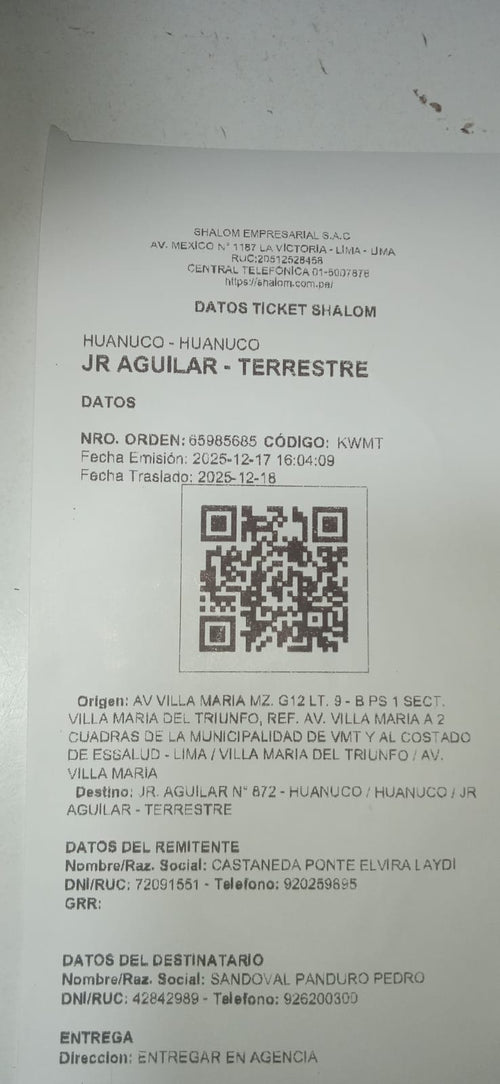 SHALOM EMPRESARIAL S.A.C
AV. MEXICO N° 1187 LA VICTORIA - LIMA - LIMA
RUC:20512528458
CENTRAL TELEFONICA 01-5007878
https://shalom.com.pe/
DATOS TICKET SHALOM
HUANUCO - HUANUCO
JR AGUILAR - TERRESTRE
DATOS
NRO. ORDEN: 65985685 CÓDIGO: KWMT
Fecha Emisión: 2025-12-17 16:04:09
Fecha Traslado: 2025-12-18
Origen: AV VILLA MARIA MZ. G12 LT. 9 - B PS 1 SECT.
VILLA MARIA DEL TRIUNFO, REF. AV. VILLA MARIA A 2
CUADRAS DE LA MUNICIPALIDAD DE VMT Y AL COSTADO
DE ESSALUD - LIMA / VILLA MARIA DEL TRIUNFO / AV.
VILLA MARIA
Destino: JR. AGUILAR N° 872 - HUANUCO / HUANUCO / JR
AGUILAR - TERRESTRE
DATOS DEL REMITENTE
Nombre/Raz. Social: CASTANEDA PONTE ELVIRA LAYDI
DNI/RUC: 72091551 - Telefono: 920259895
GRR:
DATOS DEL DESTINATARIO
Nombre/Raz. Social: SANDOVAL PANDURO PEDRO
DNI/RUC: 42842989 - Telefono: 926200300
ENTREGA
Direccion: ENTREGAR EN AGENCIA